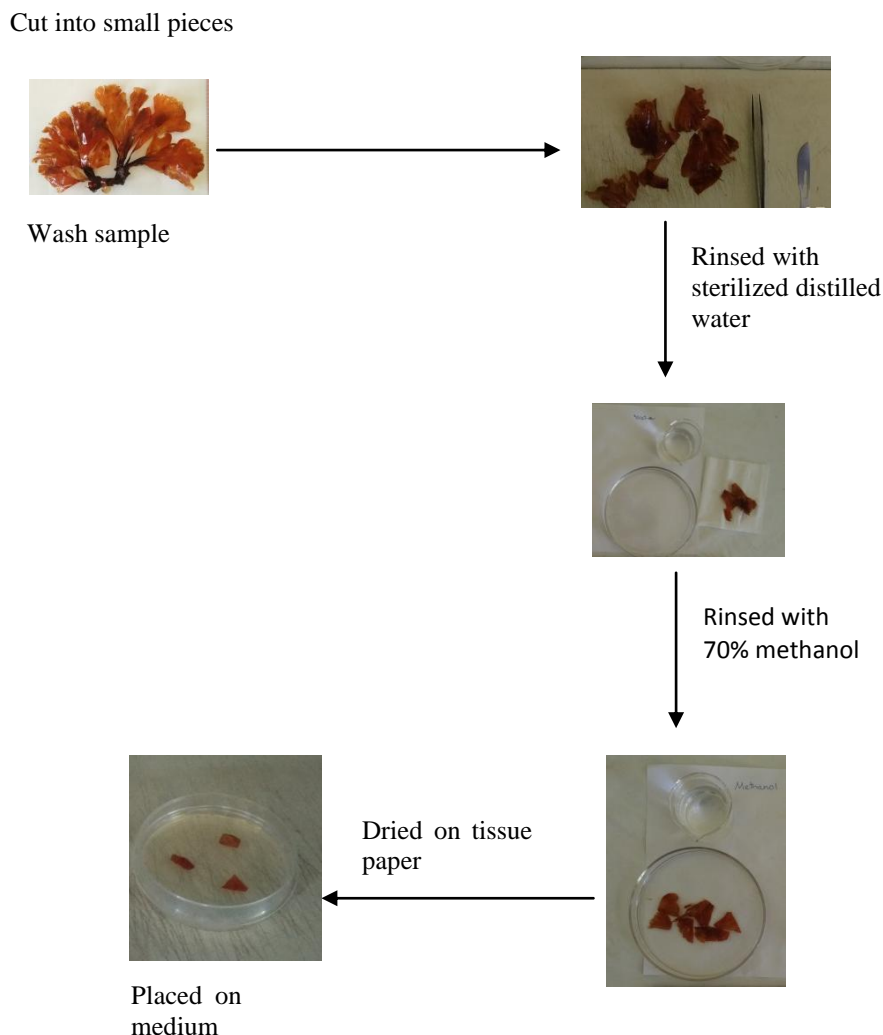 Cut into small pieces
Wash sample
Rinsed with
sterilized distilled
water
Rinsed with
70% methanol
Methanol
Dried on tissue
paper
Placed on
medium